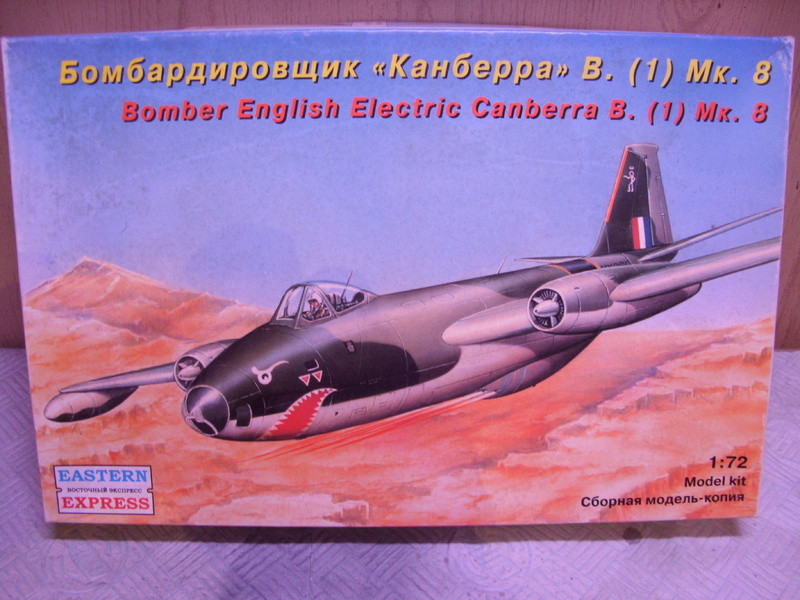 Бомбардировщик «Канберра» B. (1) Мк. 8
Bomber English Electric Canberra B. (1) Мк. 8
EASTERN
ВОСТОЧНЫЙ ЭКСПРЕСС
EXPRESS
1:72
Model kit
Сборная модель-копия